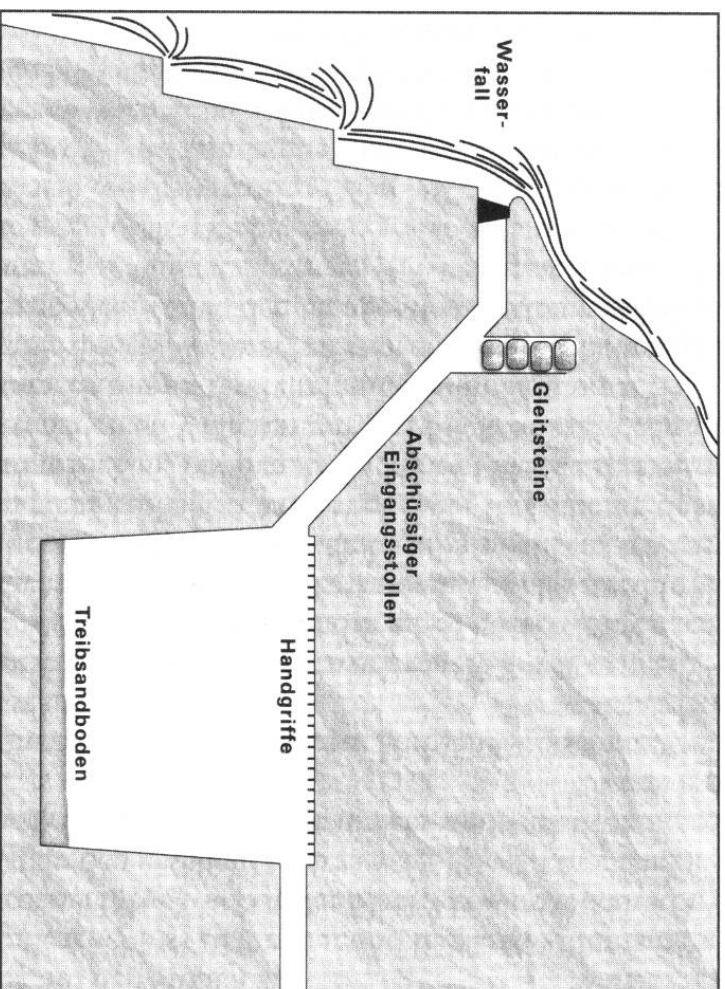 Wasser-
fall
Gleitsteine
Abschüssiger
Eingangsstollen
Handgriffe
Treibsandboden